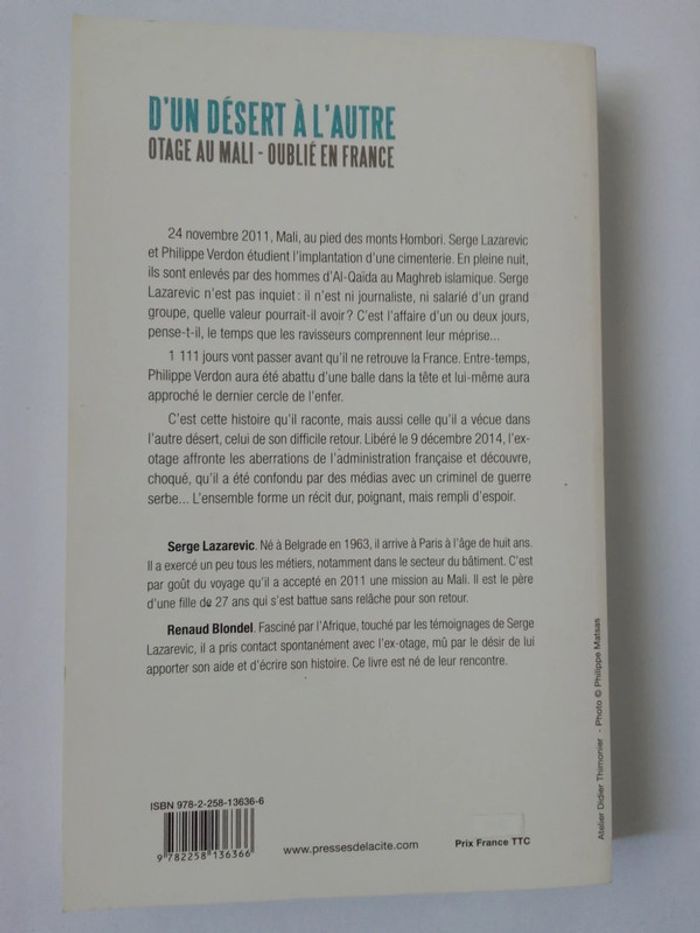 D'UN DÉSERT À L'AUTRE
OTAGE AU MALI - OUBLIÉ EN FRANCE
24 novembre 2011, Mali, au pied des monts Hombori. Serge Lazarevic
et Philippe Verdon étudient l'implantation d'une cimenterie. En pleine nuit,
ils sont enlevés par des hommes d'Al-Qaïda au Maghreb islamique. Serge
Lazarevic n'est pas inquiet : il n'est ni journaliste, ni salarié d'un grand
groupe, quelle valeur pourrait-il avoir ? C'est l'affaire d'un ou deux jours,
pense-t-il, le temps que les ravisseurs comprennent leur méprise...
1 111 jours vont passer avant qu'il ne retrouve la France. Entre-temps,
Philippe Verdon aura été abattu d'une balle dans la tête et lui-même aura
approché le dernier cercle de l'enfer.
C'est cette histoire qu'il raconte, mais aussi celle qu'il a vécue dans
l'autre désert, celui de son difficile retour. Libéré le 9 décembre 2014, l'ex-
otage affronte les aberrations de l'administration française et découvre,
choqué, qu'il a été confondu par des médias avec un criminel de guerre
serbe... L'ensemble forme un récit dur, poignant, mais rempli d'espoir.
Serge Lazarevic. Né à Belgrade en 1963, il arrive à Paris à l'âge de huit ans.
Il a exercé un peu tous les métiers, notamment dans le secteur du bâtiment. C'est
par goût du voyage qu'il a accepté en 2011 une mission au Mali. Il est le père
d'une fille de 27 ans qui s'est battue sans relâche pour son retour.
Renaud Blondel. Fasciné par l'Afrique, touché par les témoignages de Serge
Lazarevic, il a pris contact spontanément avec l'ex-otage, mû par le désir de lui
apporter son aide et d'écrire son histoire. Ce livre est né de leur rencontre.
ISBN 978-2-258-13636-6
9 782258 136366
www.pressesdelacite.com
Prix France TTC
Atelier Didier Thimonier - Photo © Philippe Matsas